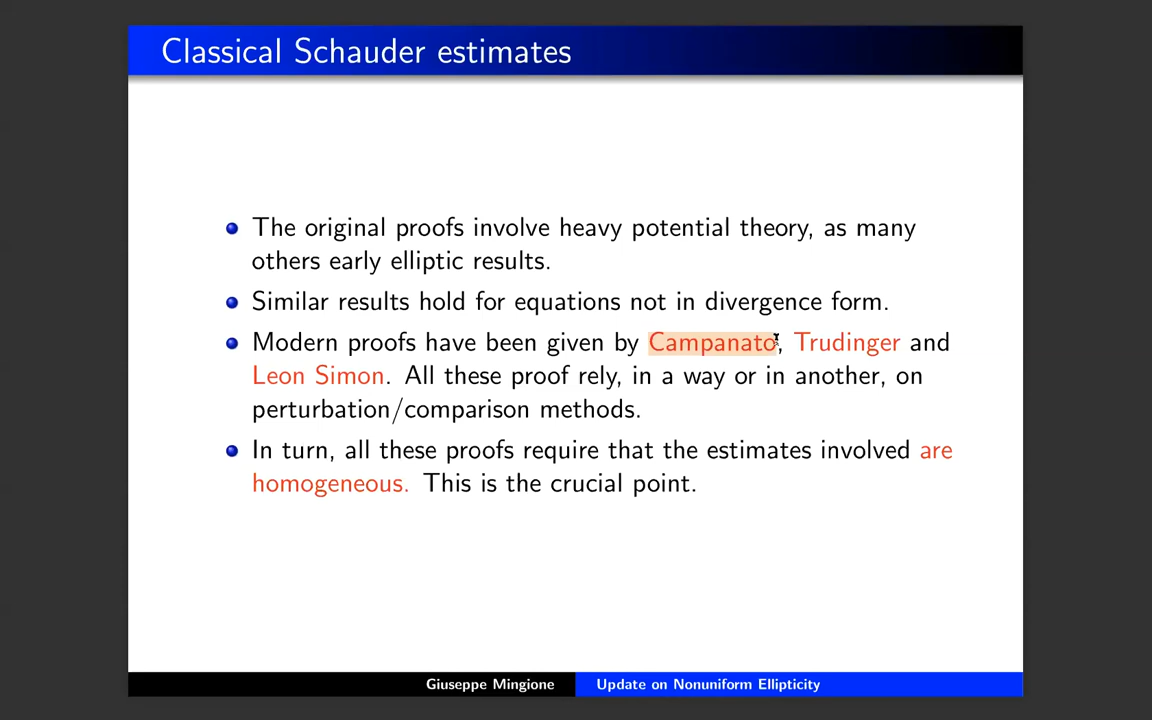 Classical Schauder estimates
The original proofs involve heavy potential theory, as many
others early elliptic results.
Similar results hold for equations not in divergence form.
Modern proofs have been given by Campanato, Trudinger and
Leon Simon. All these proof rely, in a way or in another, on
perturbation/comparison methods.
In turn, all these proofs require that the estimates involved are
homogeneous. This is the crucial point.
Giuseppe Mingione
Update on Nonuniform Ellipticity